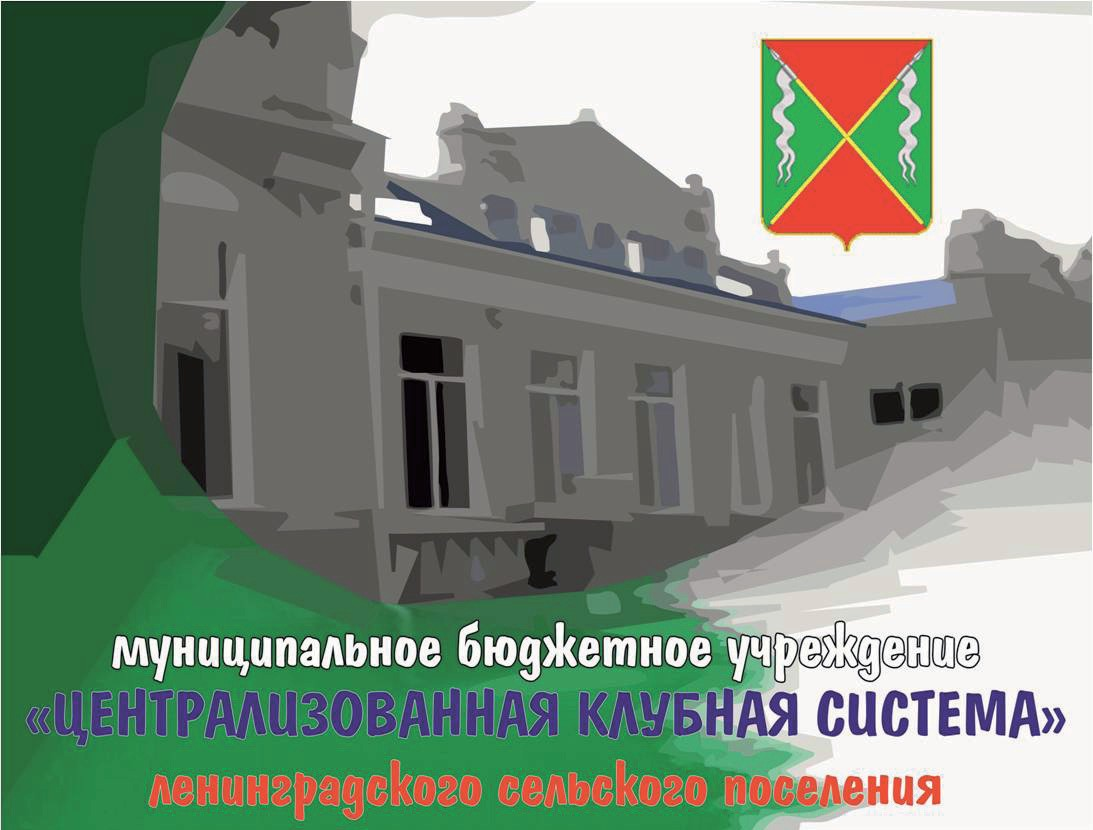 муниципальное бюджетное учреждение
«ЦЕНТРАЛИЗОВАННАЯ КЛУБНАЯ СИСТЕМА»
ленинградского сельского поселения